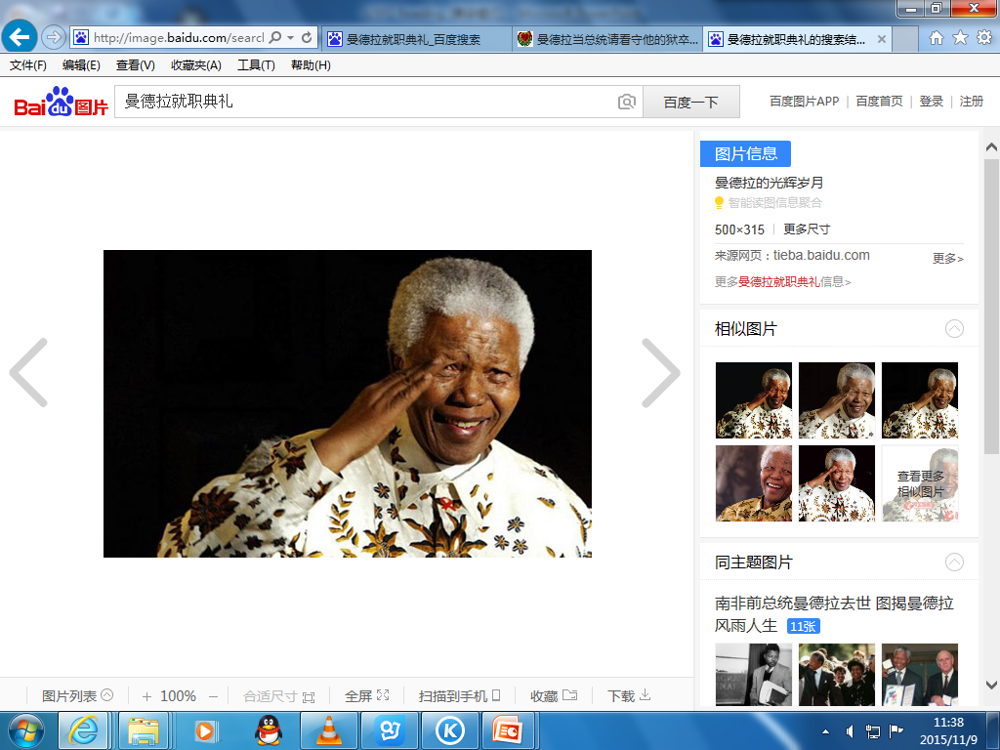 http://image.baidu.com/searcl
曼德拉就职典礼_百度搜索
曼德拉当总统请看守他的狱卒...
曼德拉就职典礼的搜索结...
文件(F) 编辑(E) 查看(V) 收藏夹(A) 工具(T) 帮助(H)
Bai du 图片
曼德拉就职典礼
百度一下
百度图片APP | 百度首页 | 登录 | 注册
图片信息
曼德拉的光辉岁月
智能读图信息聚合
500×315 | 更多尺寸
来源网页：tieba.baidu.com
更多>
更多曼德拉就职典礼信息>
相似图片
查看更多
相似图片
同主题图片
南非前总统曼德拉去世 图揭曼德拉
风雨人生 11张
图片列表 + 100% − 合适尺寸 全屏 扫描到手机 收藏 下载
11:38
2015/11/9